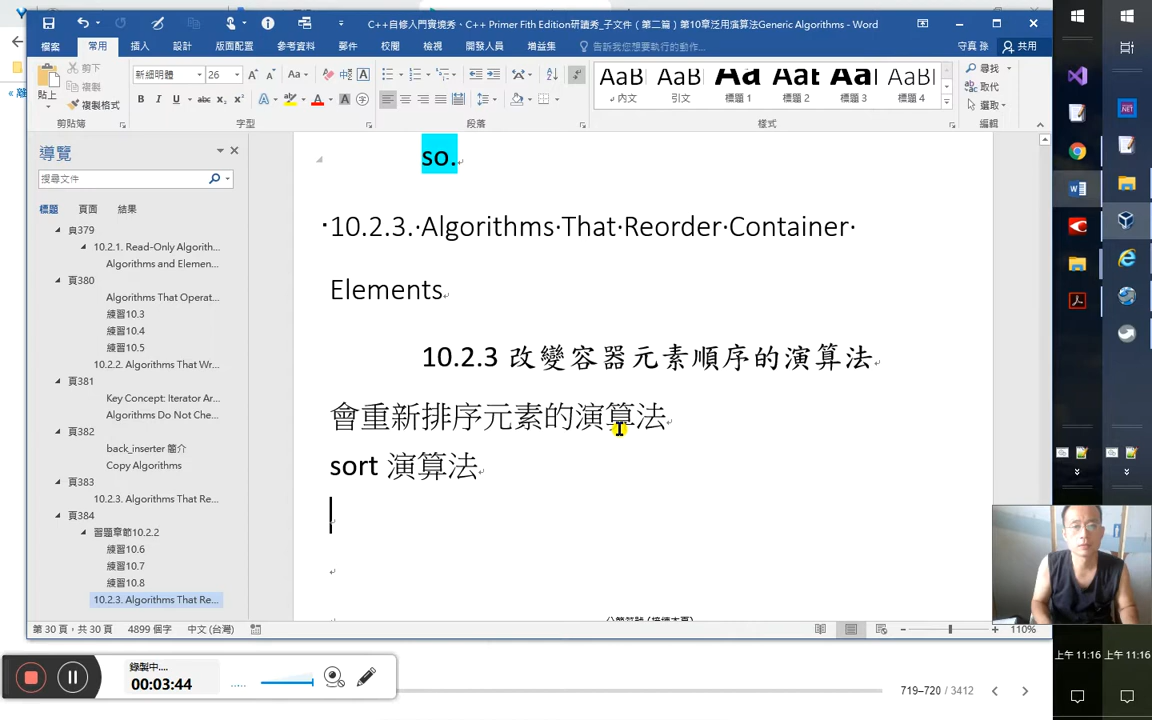 C++自修入門實境秀、C++ Primer Fith Edition研讀秀_子文件（第二篇）第10章泛用演算法Generic Algorithms - Word
檔案
常用
插入
設計
版面配置
參考資料
郵件
校閱
檢視
開發人員
增益集
告訴我您想要執行的動作...
守真 孫
共用
貼上
剪下
複製
複製格式
新細明體
26
AaBb
AaBb
AaBb
AaBb
AaBb
AaBb
內文
引文
標題 1
標題 2
標題 3
標題 4
尋找
取代
選取
剪貼簿
字型
段落
樣式
編輯
導覽
搜尋文件
標題
頁面
結果
頁379
10.2.1. Read-Only Algorith...
Algorithms and Elemen...
頁380
Algorithms That Operat...
練習10.3
練習10.4
練習10.5
10.2.2. Algorithms That Wr...
頁381
Key Concept: Iterator Ar...
Algorithms Do Not Che...
頁382
back_inserter 簡介
Copy Algorithms
頁383
10.2.3. Algorithms That Re...
頁384
習題章節10.2.2
練習10.6
練習10.7
練習10.8
10.2.3. Algorithms That Re...
so.
10.2.3. Algorithms That Reorder Container
Elements
10.2.3 改變容器元素順序的演算法
會重新排序元素的演算法
sort 演算法
第 30 頁，共 30 頁
4899 個字
中文 (台灣)
110%
錄製中....
00:03:44
719–720 / 3412
上午 11:16
上午 11:16